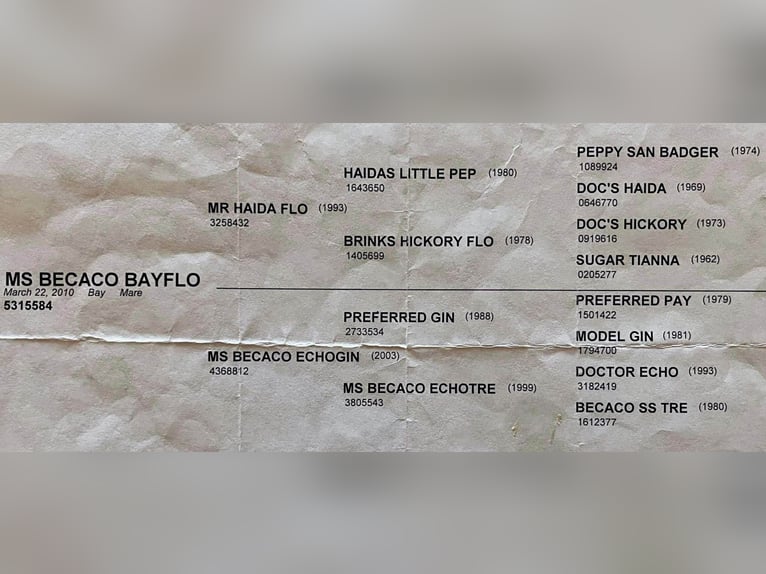 PEPPY SAN BADGER (1974)
1089924
HAIDAS LITTLE PEP (1980)
1643650
DOC'S HAIDA (1969)
0646770
MR HAIDA FLO (1993)
3258432
DOC'S HICKORY (1973)
0919616
BRINKS HICKORY FLO (1978)
1405699
SUGAR TIANNA (1962)
0205277
MS BECACO BAYFLO
March 22, 2010 Bay Mare
5315584
PREFERRED PAY (1979)
1501422
PREFERRED GIN (1988)
2733534
MODEL GIN (1981)
1794700
MS BECACO ECHOGIN (2003)
4368812
DOCTOR ECHO (1993)
3182419
MS BECACO ECHOTRE (1999)
3805543
BECACO SS TRE (1980)
1612377